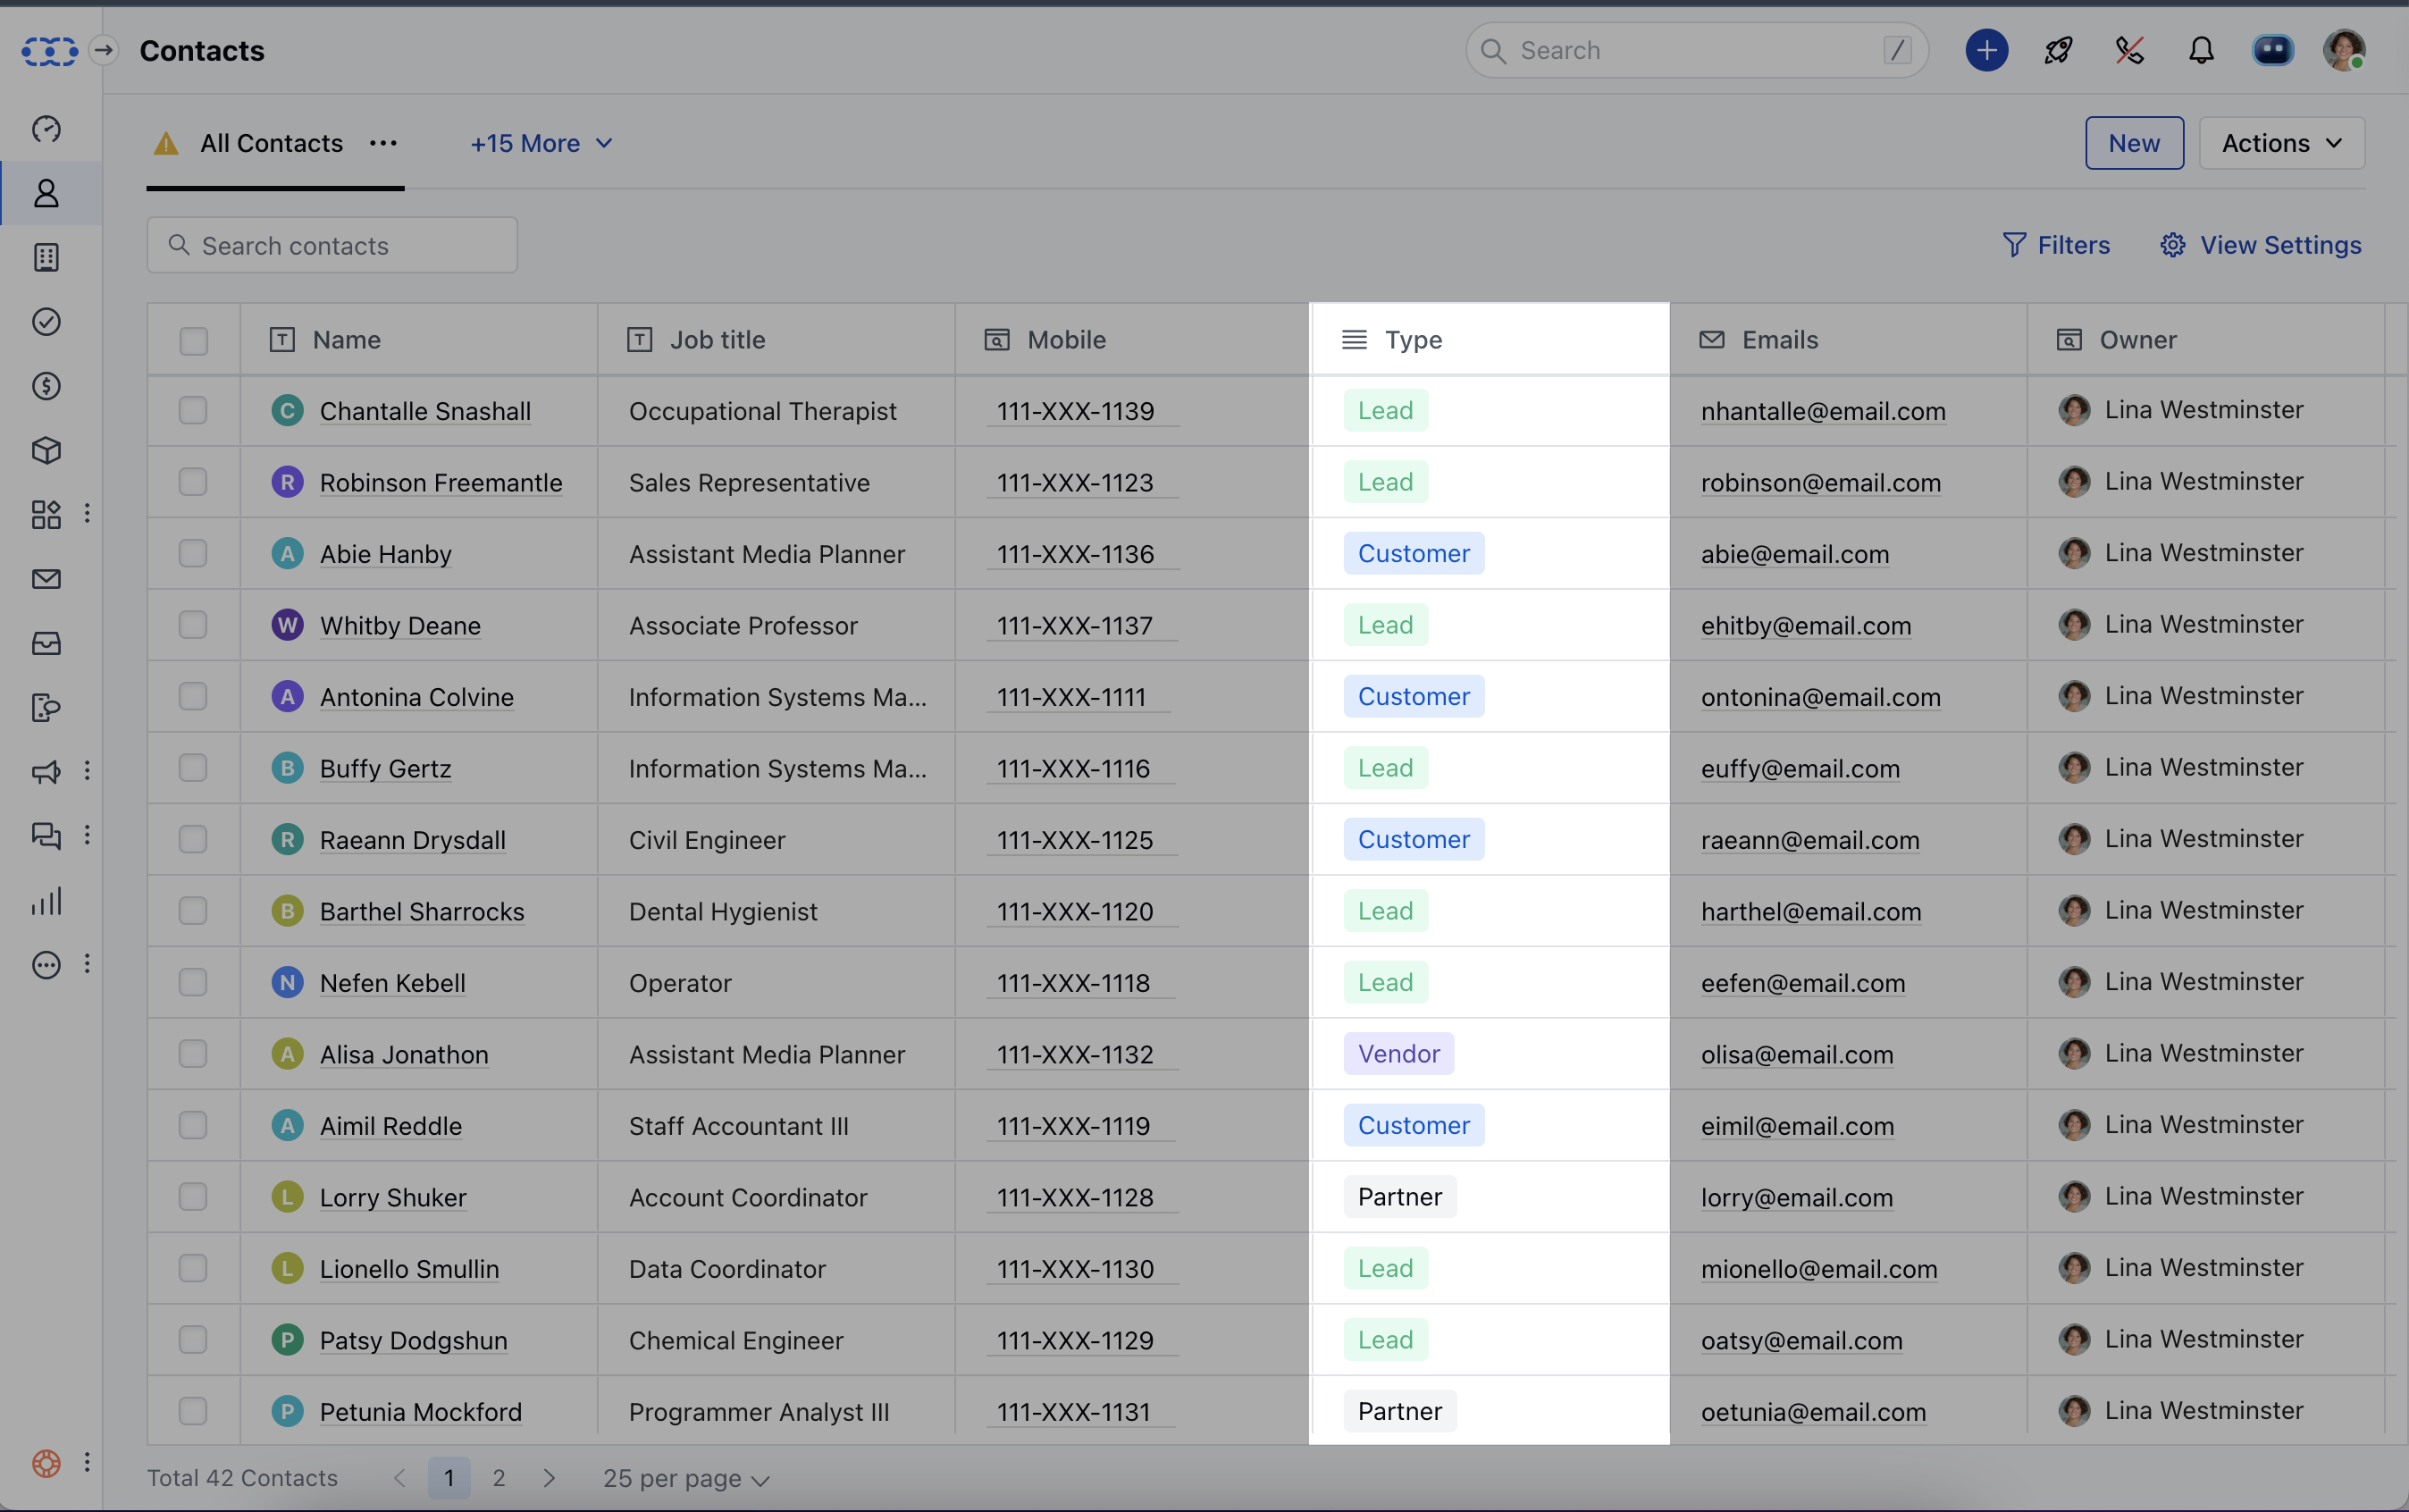 Contacts
Search /
All Contacts ••• +15 More
New Actions
Search contacts
Filters View Settings
Name Job title Mobile Type Emails Owner
C Chantalle Snashall Occupational Therapist 111-XXX-1139 Lead nhantalle@email.com Lina Westminster
R Robinson Freemantle Sales Representative 111-XXX-1123 Lead robinson@email.com Lina Westminster
A Abie Hanby Assistant Media Planner 111-XXX-1136 Customer abie@email.com Lina Westminster
W Whitby Deane Associate Professor 111-XXX-1137 Lead ehitby@email.com Lina Westminster
A Antonina Colvine Information Systems Ma... 111-XXX-1111 Customer ontonina@email.com Lina Westminster
B Buffy Gertz Information Systems Ma... 111-XXX-1116 Lead euffy@email.com Lina Westminster
R Raeann Drysdall Civil Engineer 111-XXX-1125 Customer raeann@email.com Lina Westminster
B Barthel Sharrocks Dental Hygienist 111-XXX-1120 Lead harthel@email.com Lina Westminster
N Nefen Kebell Operator 111-XXX-1118 Lead eefen@email.com Lina Westminster
A Alisa Jonathon Assistant Media Planner 111-XXX-1132 Vendor olisa@email.com Lina Westminster
A Aimil Reddle Staff Accountant III 111-XXX-1119 Customer eimil@email.com Lina Westminster
L Lorry Shuker Account Coordinator 111-XXX-1128 Partner lorry@email.com Lina Westminster
L Lionello Smullin Data Coordinator 111-XXX-1130 Lead mionello@email.com Lina Westminster
P Patsy Dodgshun Chemical Engineer 111-XXX-1129 Lead oatsy@email.com Lina Westminster
P Petunia Mockford Programmer Analyst III 111-XXX-1131 Partner oetunia@email.com Lina Westminster
Total 42 Contacts 1 2 25 per page